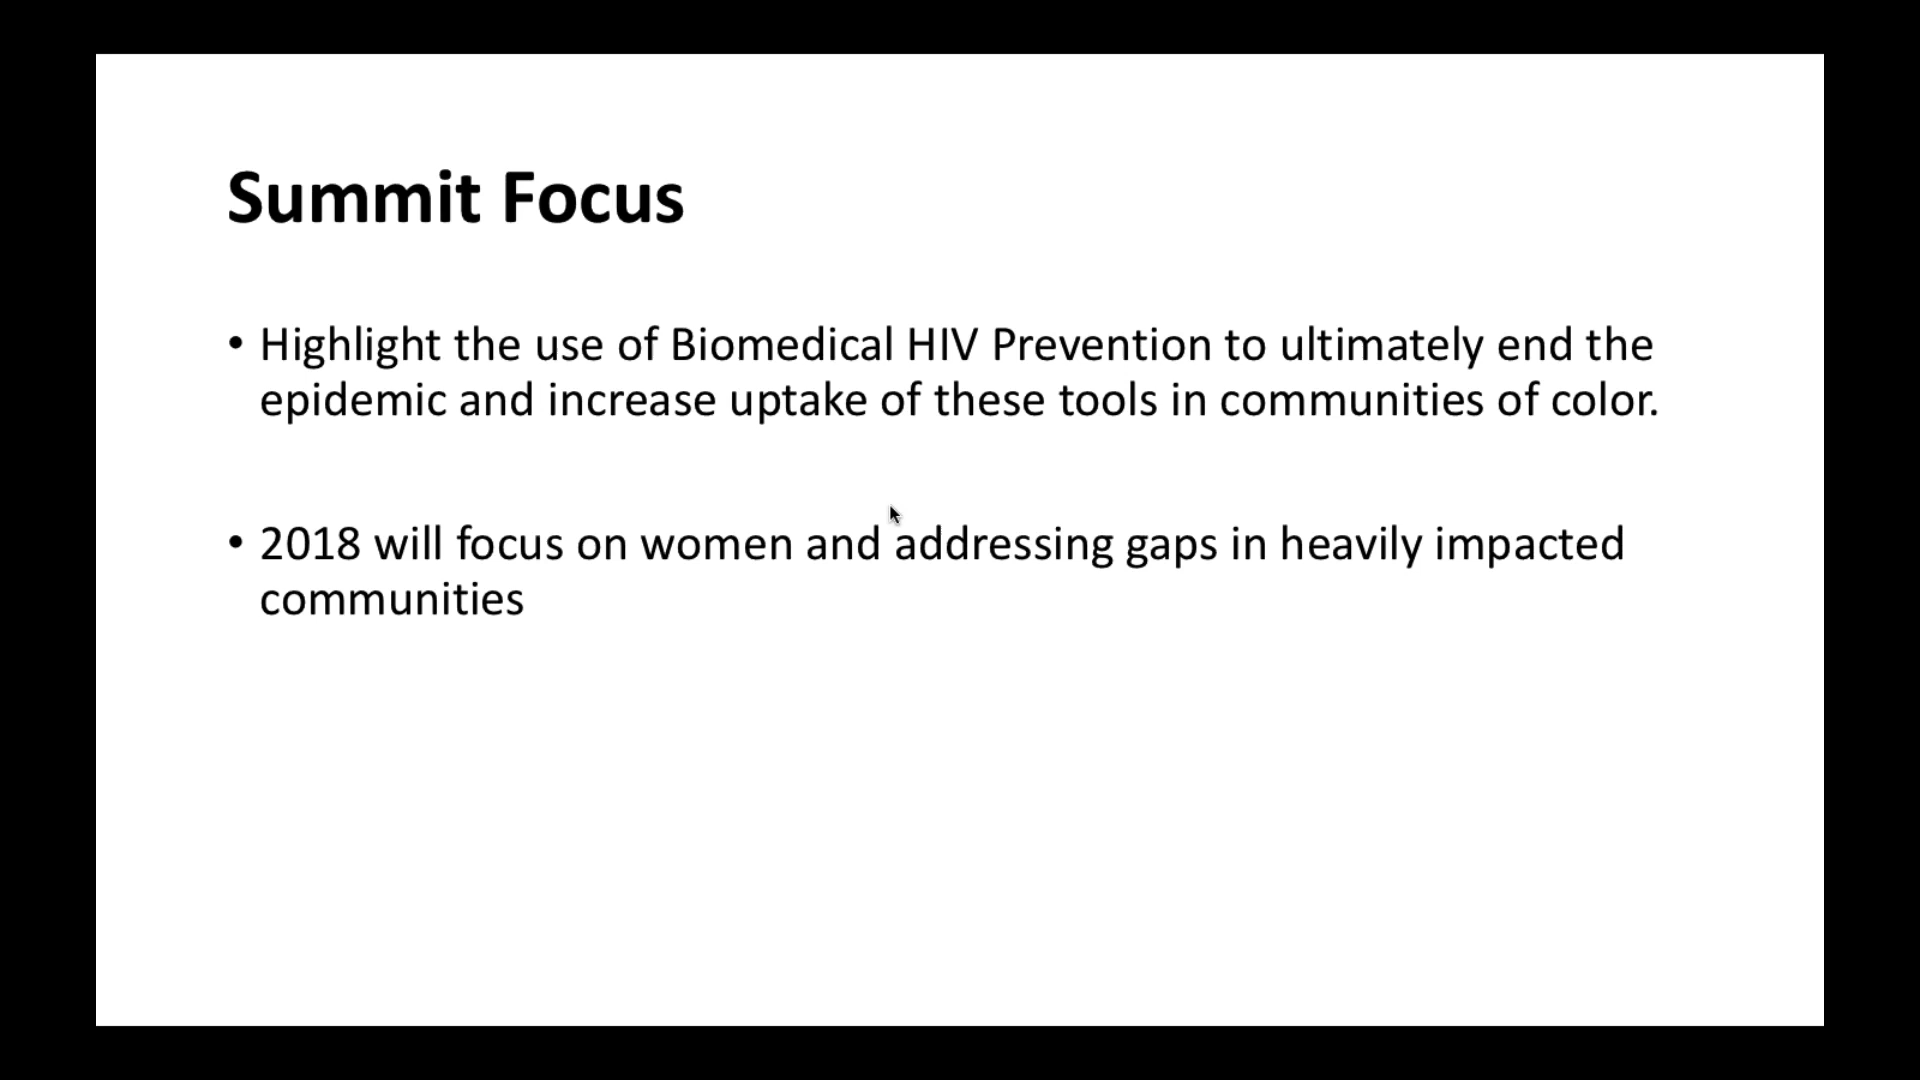 Summit Focus
• Highlight the use of Biomedical HIV Prevention to ultimately end the
epidemic and increase uptake of these tools in communities of color.
• 2018 will focus on women and addressing gaps in heavily impacted
communities